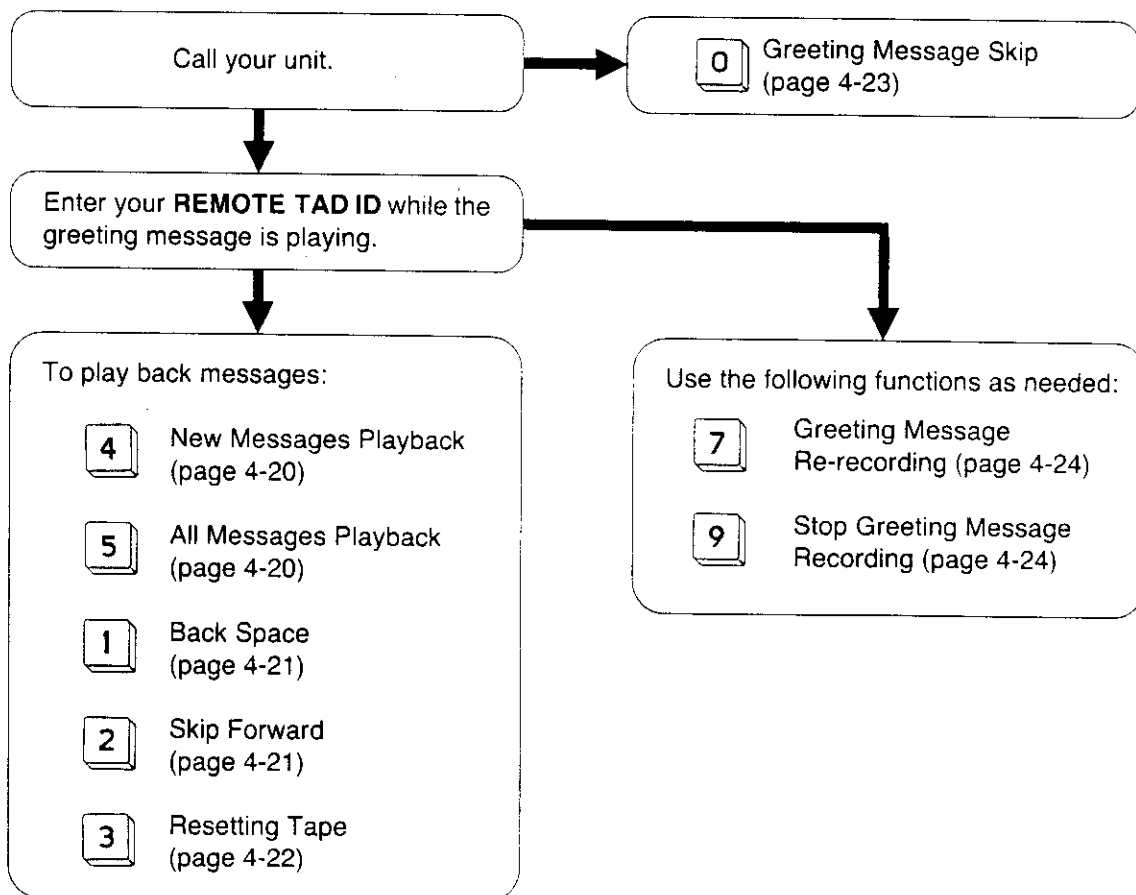 Call your unit.
0 Greeting Message Skip
(page 4-23)
Enter your REMOTE TAD ID while the
greeting message is playing.
To play back messages:
4 New Messages Playback
(page 4-20)
5 All Messages Playback
(page 4-20)
1 Back Space
(page 4-21)
2 Skip Forward
(page 4-21)
3 Resetting Tape
(page 4-22)
Use the following functions as needed:
7 Greeting Message
Re-recording (page 4-24)
9 Stop Greeting Message
Recording (page 4-24)